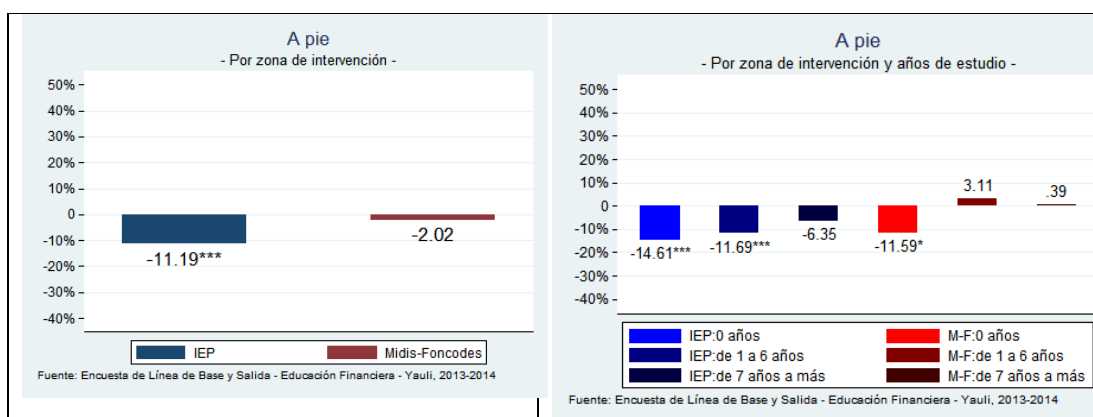 A pie
- Por zona de intervención -
50%
40%
30%
20%
10%
0
-10%
-20%
-30%
-40%
-11.19***
-2.02
IEP
Midis-Foncodes
Fuente: Encuesta de Línea de Base y Salida - Educación Financiera - Yauli, 2013-2014
A pie
- Por zona de intervención y años de estudio -
50%
40%
30%
20%
10%
0
-10%
-20%
-30%
-40%
-14.61***
-11.69***
-6.35
-11.59*
3.11
.39
IEP:0 años
M-F:0 años
IEP:de 1 a 6 años
M-F:de 1 a 6 años
IEP:de 7 años a más
M-F:de 7 años a más
Fuente: Encuesta de Línea de Base y Salida - Educación Financiera - Yauli, 2013-2014